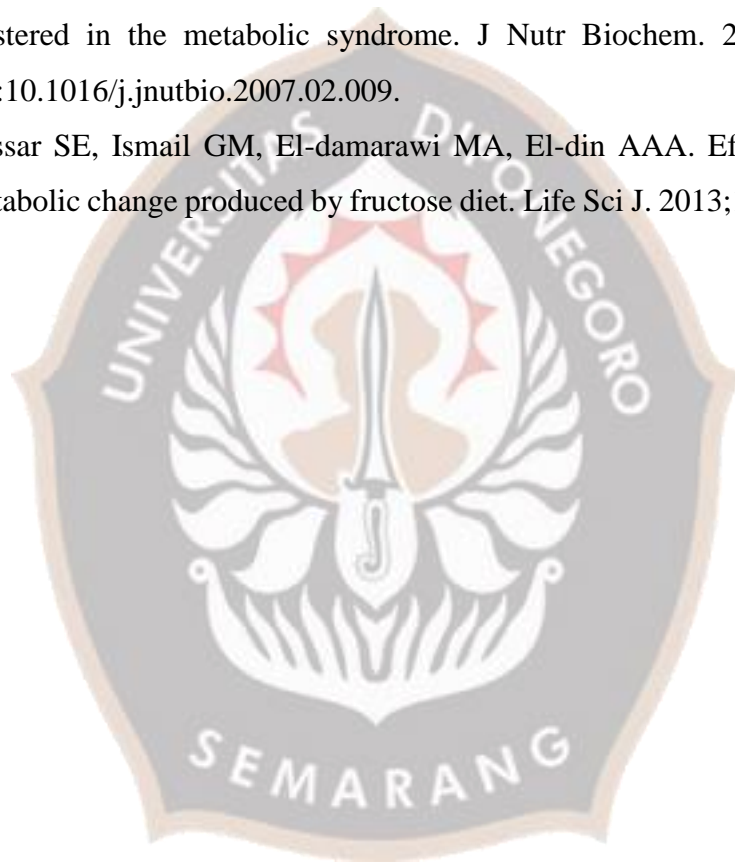 stered in the metabolic syndrome. J Nutr Biochem. 2
:10.1016/j.jnutbio.2007.02.009.
ssar SE, Ismail GM, El-damarawi MA, El-din AAA. Ef
tabolic change produced by fructose diet. Life Sci J. 2013;
UNIVERSITAS DIPONEGORO
SEMARANG